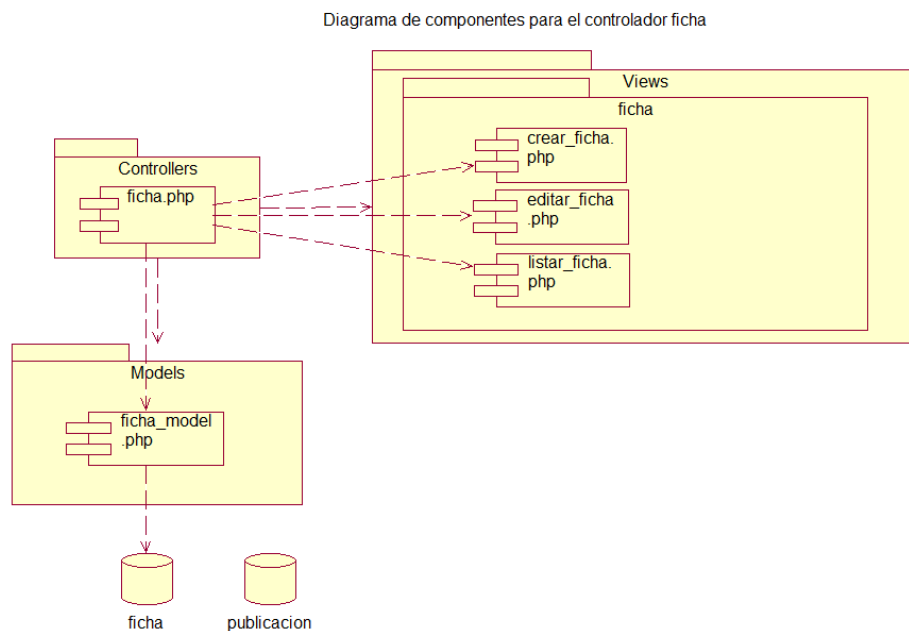 Diagrama de componentes para el controlador ficha
Views
ficha
crear_ficha.
php
Controllers
ficha.php
editar_ficha
.php
listar_ficha.
php
Models
ficha_model
.php
ficha
publicacion